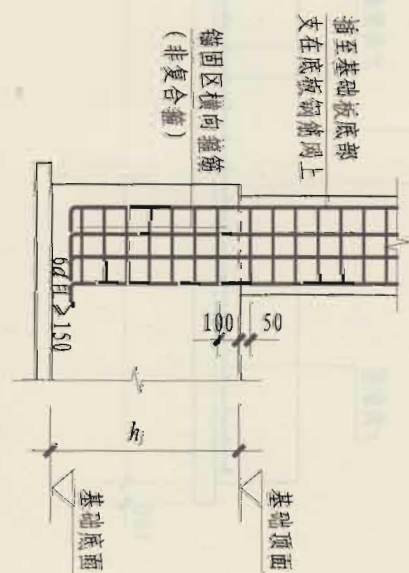 插至基础板底部
支在底板钢筋网上
锚固区横向箍筋
(非复合箍)
6d且≥150
100
50
hj
基础顶面
基础底面